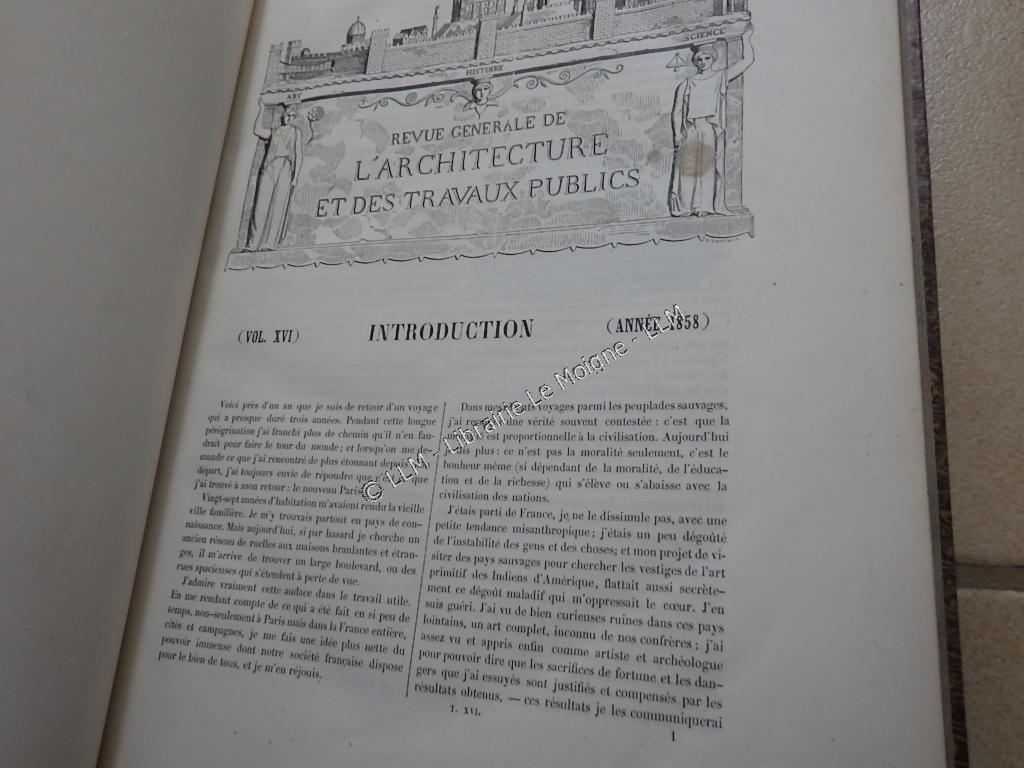 ART
HISTOIRE
SCIENCE
REVUE GENERALE DE
L'ARCHITECTURE
ET DES TRAVAUX PUBLICS
(VOL. XVI)
INTRODUCTION
(ANNÉE 1858)
Voici près d'un an que je suis de retour d'un voyage
qui a presque duré trois années. Pendant cette longue
pérégrination j'ai franchi plus de chemin qu'il n'en fau-
drait pour faire le tour du monde; et lorsqu'on me de-
mande ce que j'ai rencontré de plus étonnant depuis
départ, j'ai toujours envie de répondre que que
j'ai trouvé à mon retour: le nouveau Paris
Vingt-sept années d'habitation m'avaient rendu la vieille
ville familière. Je m'y trouvais partout en pays de con-
naissance. Mais aujourd'hui, si par hasard je cherche un
ancien réseau de ruelles aux maisons branlantes et étran-
ges, il m'arrive de trouver un large boulevard, ou des
rues spacieuses qui s'étendent à perte de vue.
J'admire vraiment cette audace dans le travail utile.
En me rendant compte de ce qui a été fait en si peu de
temps, non-seulement à Paris mais dans la France entière,
cités et campagnes, je me fais une idée plus nette du
pouvoir immense dont notre société française dispose
pour le bien de tous, et je m'en réjouis.
Dans mes voyages parmi les peuplades sauvages,
j'ai une vérité souvent contestée: c'est que la
est proportionnelle à la civilisation. Aujourd'hui
plus: ce n'est pas la moralité seulement, c'est le
bonheur même (si dépendant de la moralité, de l'éduca-
tion et de la richesse) qui s'élève ou s'abaisse avec la
civilisation des nations.
J'étais parti de France, je ne le dissimule pas, avec une
petite tendance misanthropique; j'étais un peu dégoûté
de l'instabilité des gens et des choses; et mon projet de vi-
siter des pays sauvages pour chercher les vestiges de l'art
primitif des Indiens d'Amérique, flattait aussi secrète-
ment ce dégoût maladif qui m'oppressait le cœur. J'en
suis guéri. J'ai vu de bien curieuses ruines dans ces pays
lointains, un art complet, inconnu de nos confrères; j'ai
assez vu et appris enfin comme artiste et archéologue
pour pouvoir dire que les sacrifices de fortune et les dan-
gers que j'ai essuyés sont justifiés et compensés par les
résultats obtenus, — ces résultats je les communiquerai
T. XVI.
1
© LLM - Librairie Le Moigne - LLM